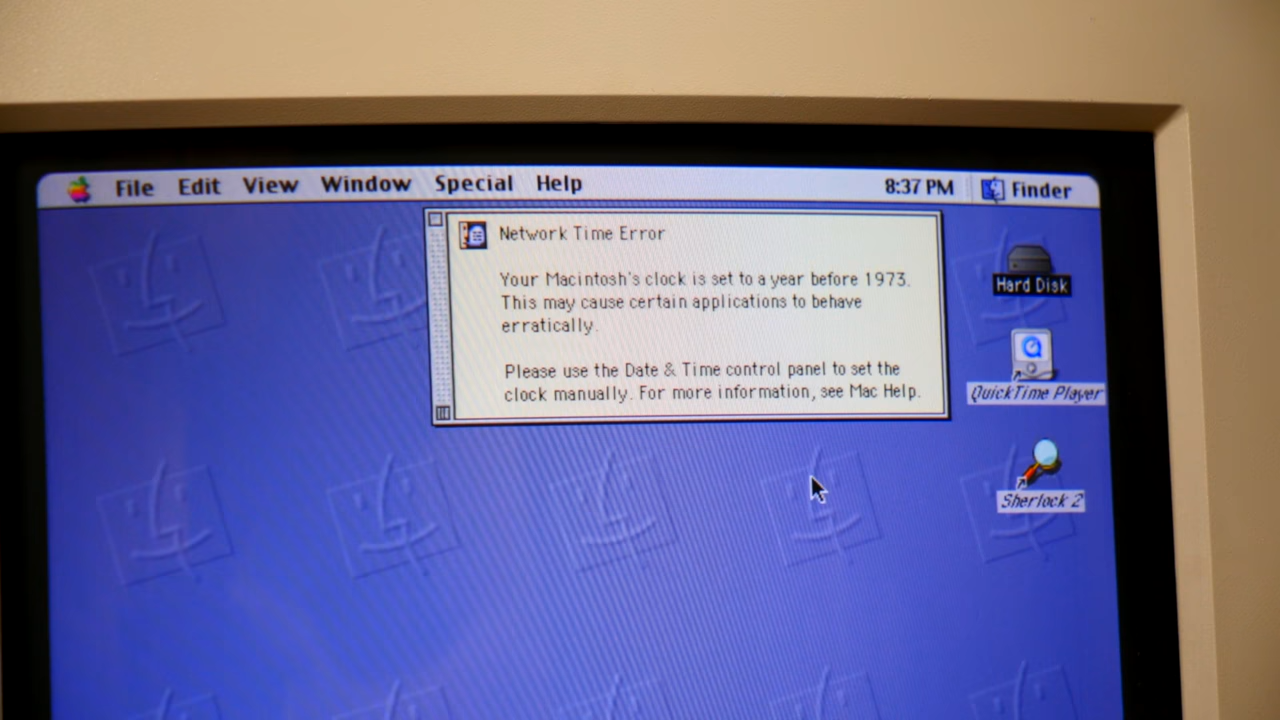 File Edit View Window Special Help 8:37 PM Finder
Network Time Error
Your Macintosh's clock is set to a year before 1973.
This may cause certain applications to behave
erratically.
Please use the Date & Time control panel to set the
clock manually. For more information, see Mac Help.
Hard Disk
QuickTime Player
Sherlock 2